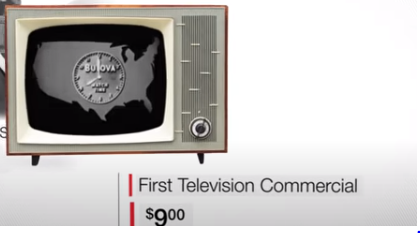 BULOVA
WATCH
TIME
First Television Commercial
$9.00